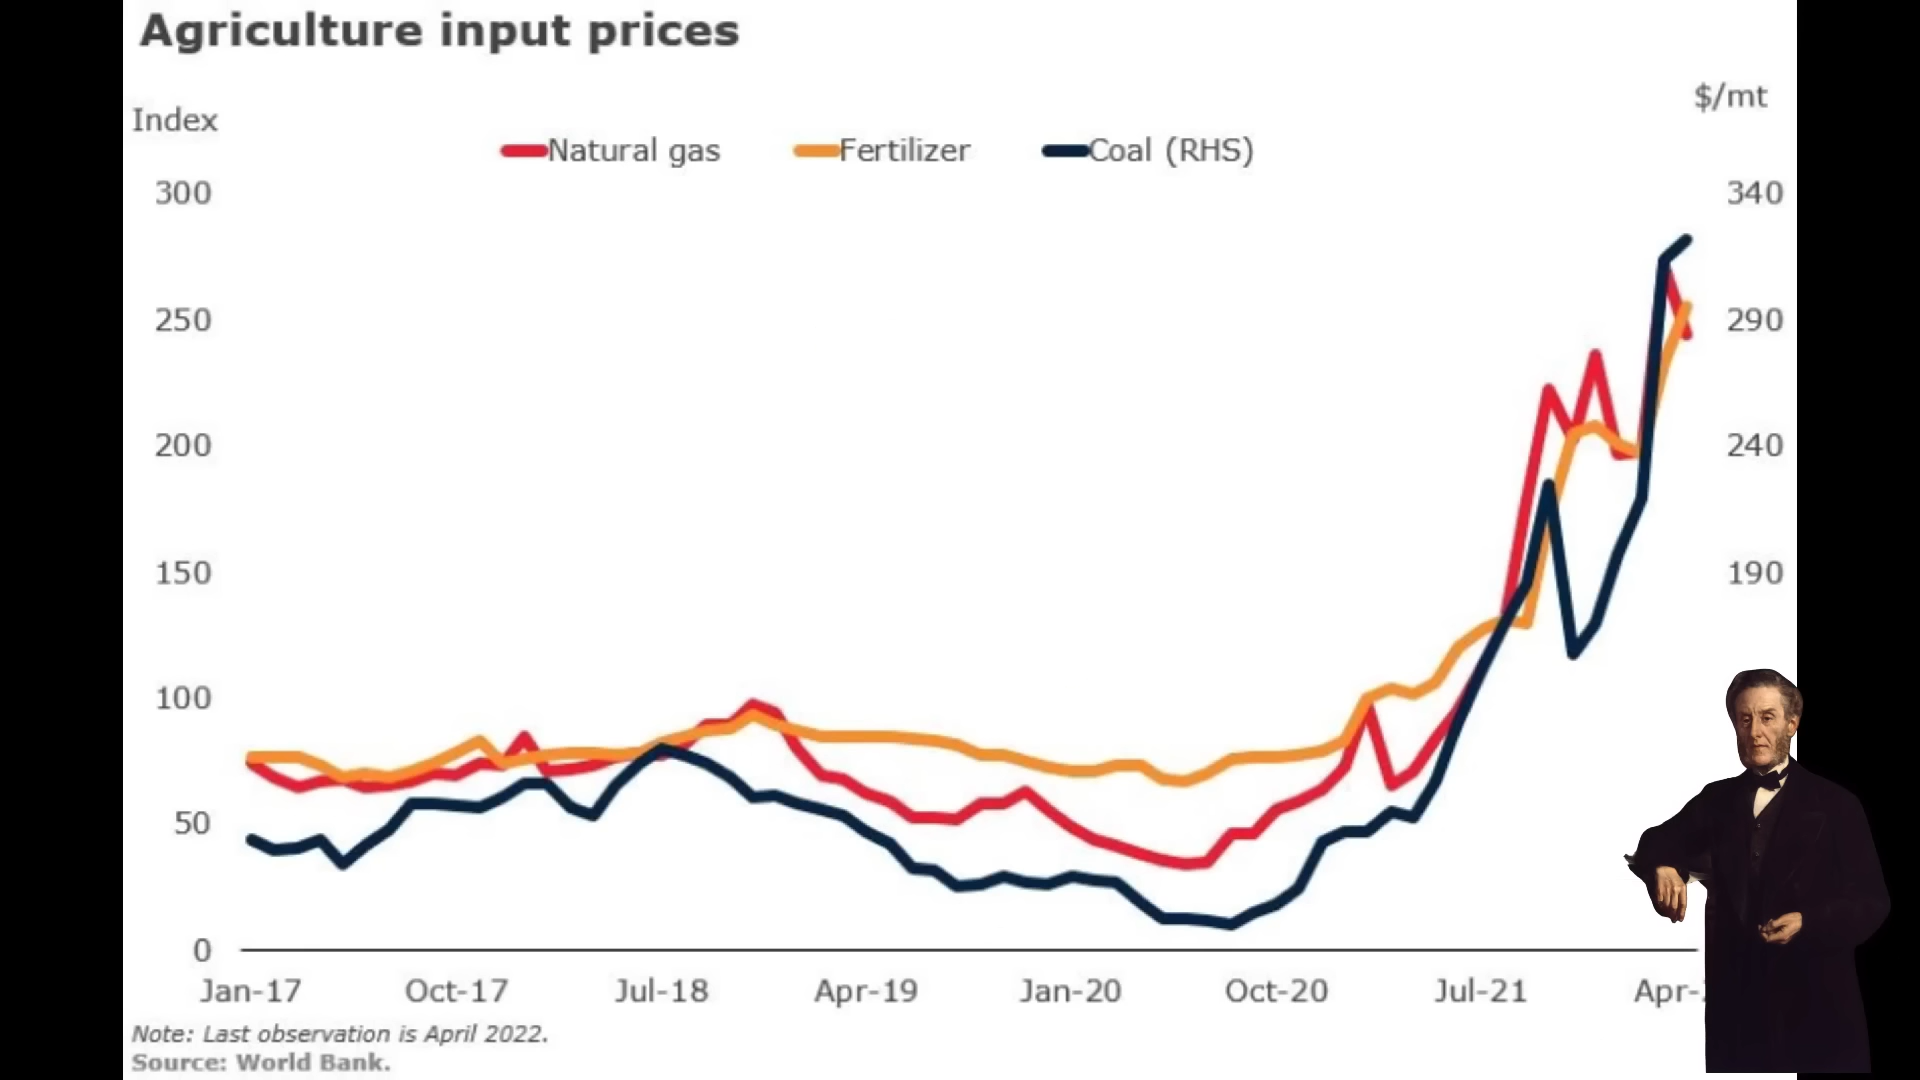 Agriculture input prices
Index
$/mt
Natural gas
Fertilizer
Coal (RHS)
300
340
250
290
200
240
150
190
100
50
0
Jan-17
Oct-17
Jul-18
Apr-19
Jan-20
Oct-20
Jul-21
Apr-
Note: Last observation is April 2022.
Source: World Bank.